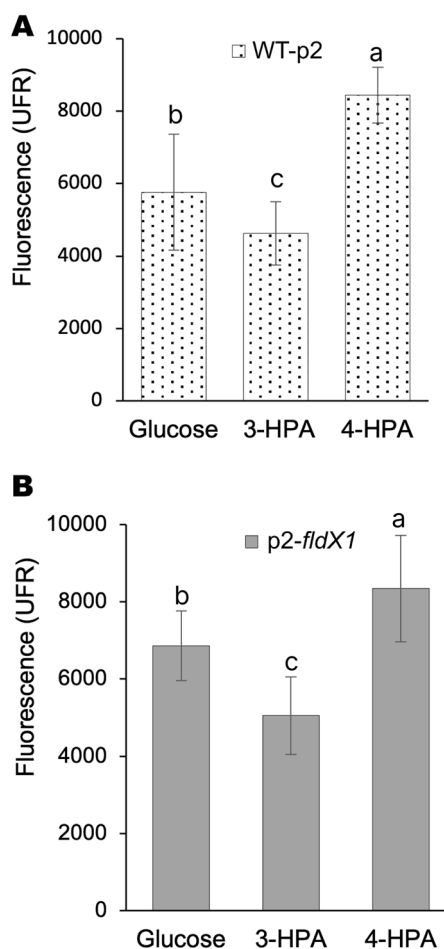 A
Fluorescence (UFR)
10000
8000
6000
4000
2000
0
WT-p2
b
c
a
Glucose 3-HPA 4-HPA
B
Fluorescence (UFR)
10000
8000
6000
4000
2000
0
p2-fldX1
b
c
a
Glucose 3-HPA 4-HPA